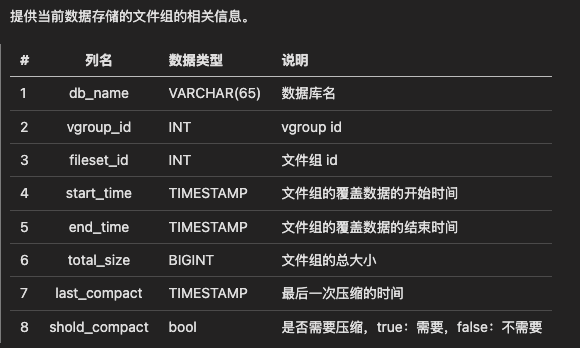 提供当前数据存储的文件组的相关信息。
# 列名 数据类型 说明
1 db_name VARCHAR(65) 数据库名
2 vgroup_id INT vgroup id
3 fileset_id INT 文件组 id
4 start_time TIMESTAMP 文件组的覆盖数据的开始时间
5 end_time TIMESTAMP 文件组的覆盖数据的结束时间
6 total_size BIGINT 文件组的总大小
7 last_compact TIMESTAMP 最后一次压缩的时间
8 shold_compact bool 是否需要压缩，true：需要，false：不需要